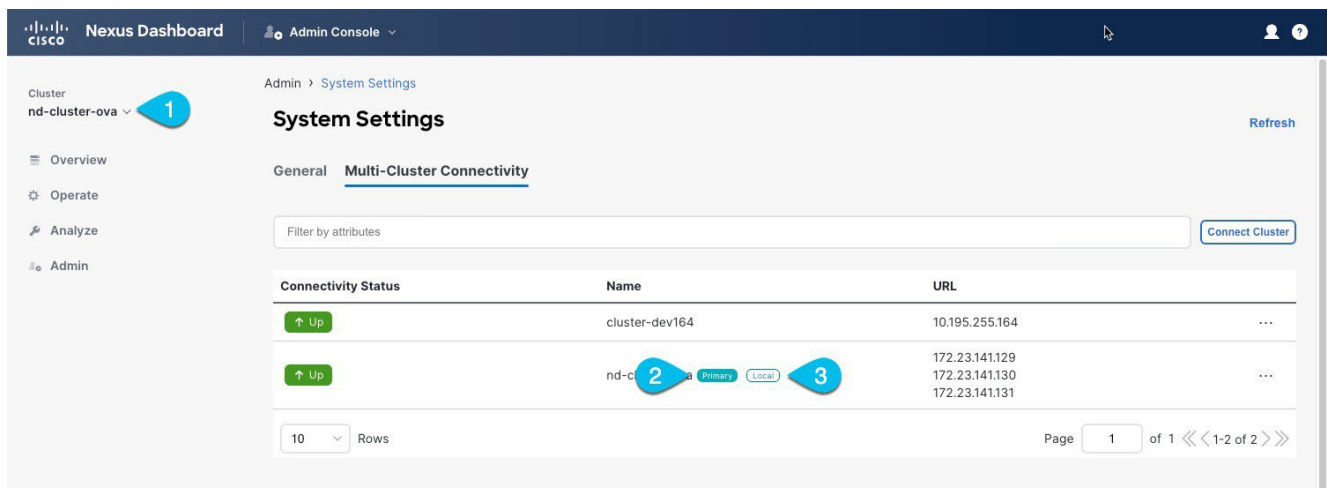 cisco Nexus Dashboard Admin Console
Cluster
nd-cluster-ova
1
Overview
Operate
Analyze
Admin
Admin › System Settings
System Settings
Refresh
General Multi-Cluster Connectivity
Filter by attributes
Connect Cluster
Connectivity Status Name URL
↑ Up cluster-dev164 10.195.255.164 ...
↑ Up nd-c 2 a Primary Local 3 172.23.141.129 ...
172.23.141.130
172.23.141.131
10 Rows Page 1 of 1 1-2 of 2